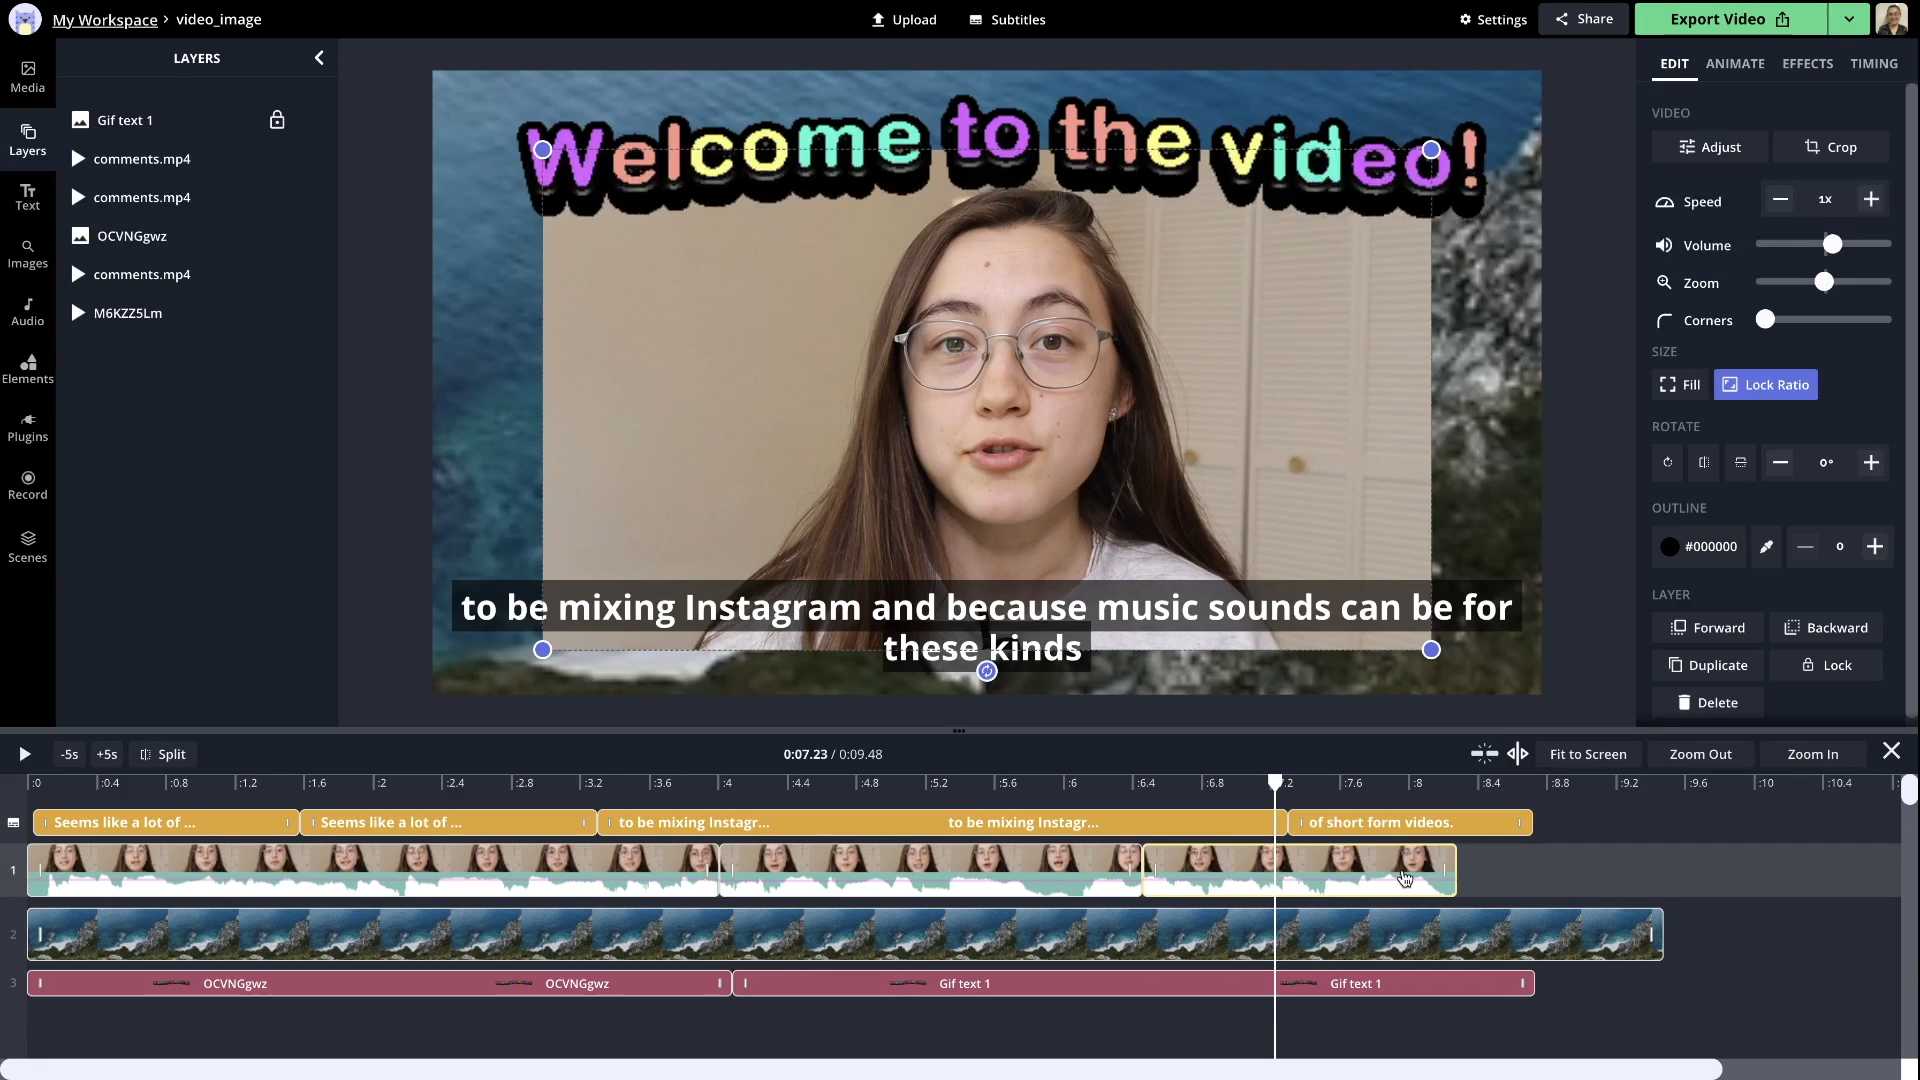 My Workspace › video_image
Upload
Subtitles
Settings
Share
Export Video
Media
Layers
Text
Images
Audio
Elements
Plugins
Record
Scenes
LAYERS
Gif text 1
comments.mp4
comments.mp4
OCVNGgwz
comments.mp4
M6KZZ5Lm
Welcome to the video!
to be mixing Instagram and because music sounds can be for
these kinds
EDIT ANIMATE EFFECTS TIMING
VIDEO
Adjust
Crop
Speed
1x
Volume
Zoom
Corners
SIZE
Fill
Lock Ratio
ROTATE
0°
OUTLINE
#000000
0
LAYER
Forward
Backward
Duplicate
Lock
Delete
-5s
+5s
Split
0:07.23 / 0:09.48
Fit to Screen
Zoom Out
Zoom In
:0 :0.4 :0.8 :1.2 :1.6 :2 :2.4 :2.8 :3.2 :3.6 :4 :4.4 :4.8 :5.2 :5.6 :6 :6.4 :6.8 7.2 :7.6 :8 :8.4 :8.8 :9.2 :9.6 :10 :10.4
Seems like a lot of ...
Seems like a lot of ...
to be mixing Instagr...
to be mixing Instagr...
of short form videos.
1
2
3
OCVNGgwz
OCVNGgwz
Gif text 1
Gif text 1